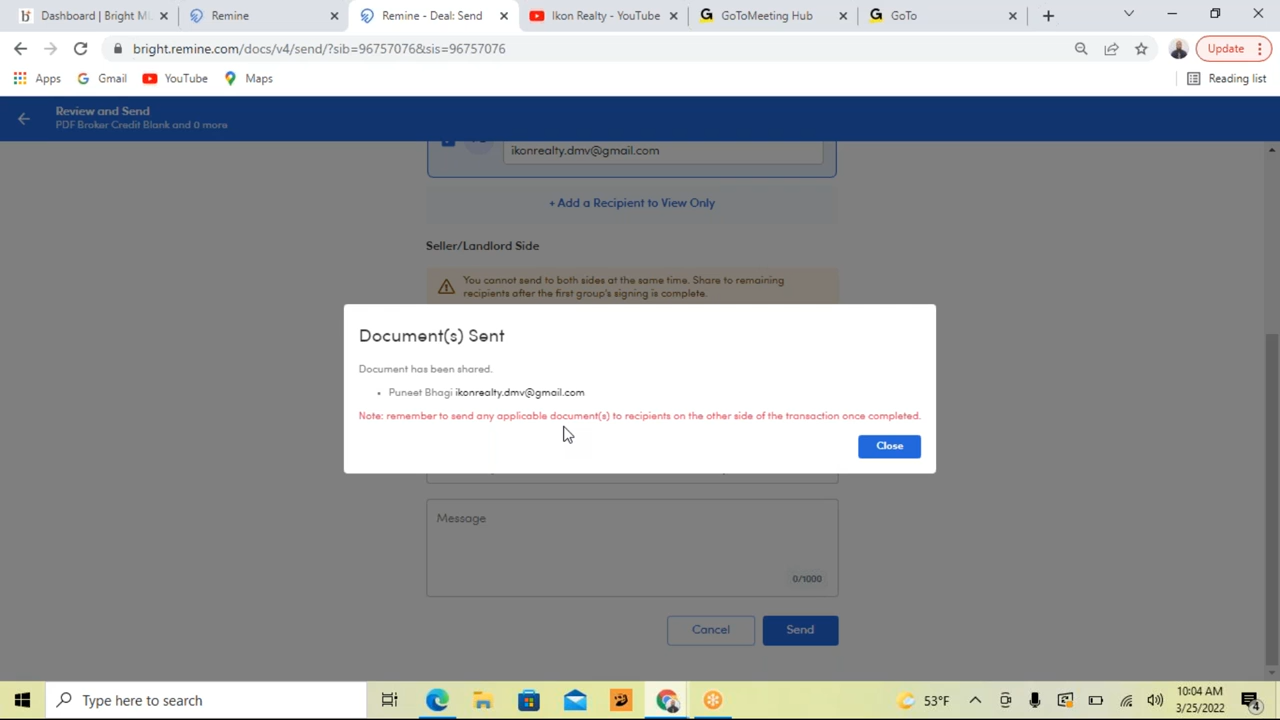 Dashboard | Bright ML
Remine
Remine - Deal: Send
Ikon Realty - YouTube
GoToMeeting Hub
GoTo
bright.remine.com/docs/v4/send/?sib=96757076&sis=96757076
Update
Apps
Gmail
YouTube
Maps
Reading list
Review and Send
PDF Broker Credit Blank and 0 more
ikonrealty.dmv@gmail.com
+ Add a Recipient to View Only
Seller/Landlord Side
You cannot send to both sides at the same time. Share to remaining
recipients after the first group's signing is complete.
Document(s) Sent
Document has been shared.
• Puneet Bhagi ikonrealty.dmv@gmail.com
Note: remember to send any applicable document(s) to recipients on the other side of the transaction once completed.
Close
Message
0/1000
Cancel
Send
Type here to search
53°F
10:04 AM
3/25/2022
4